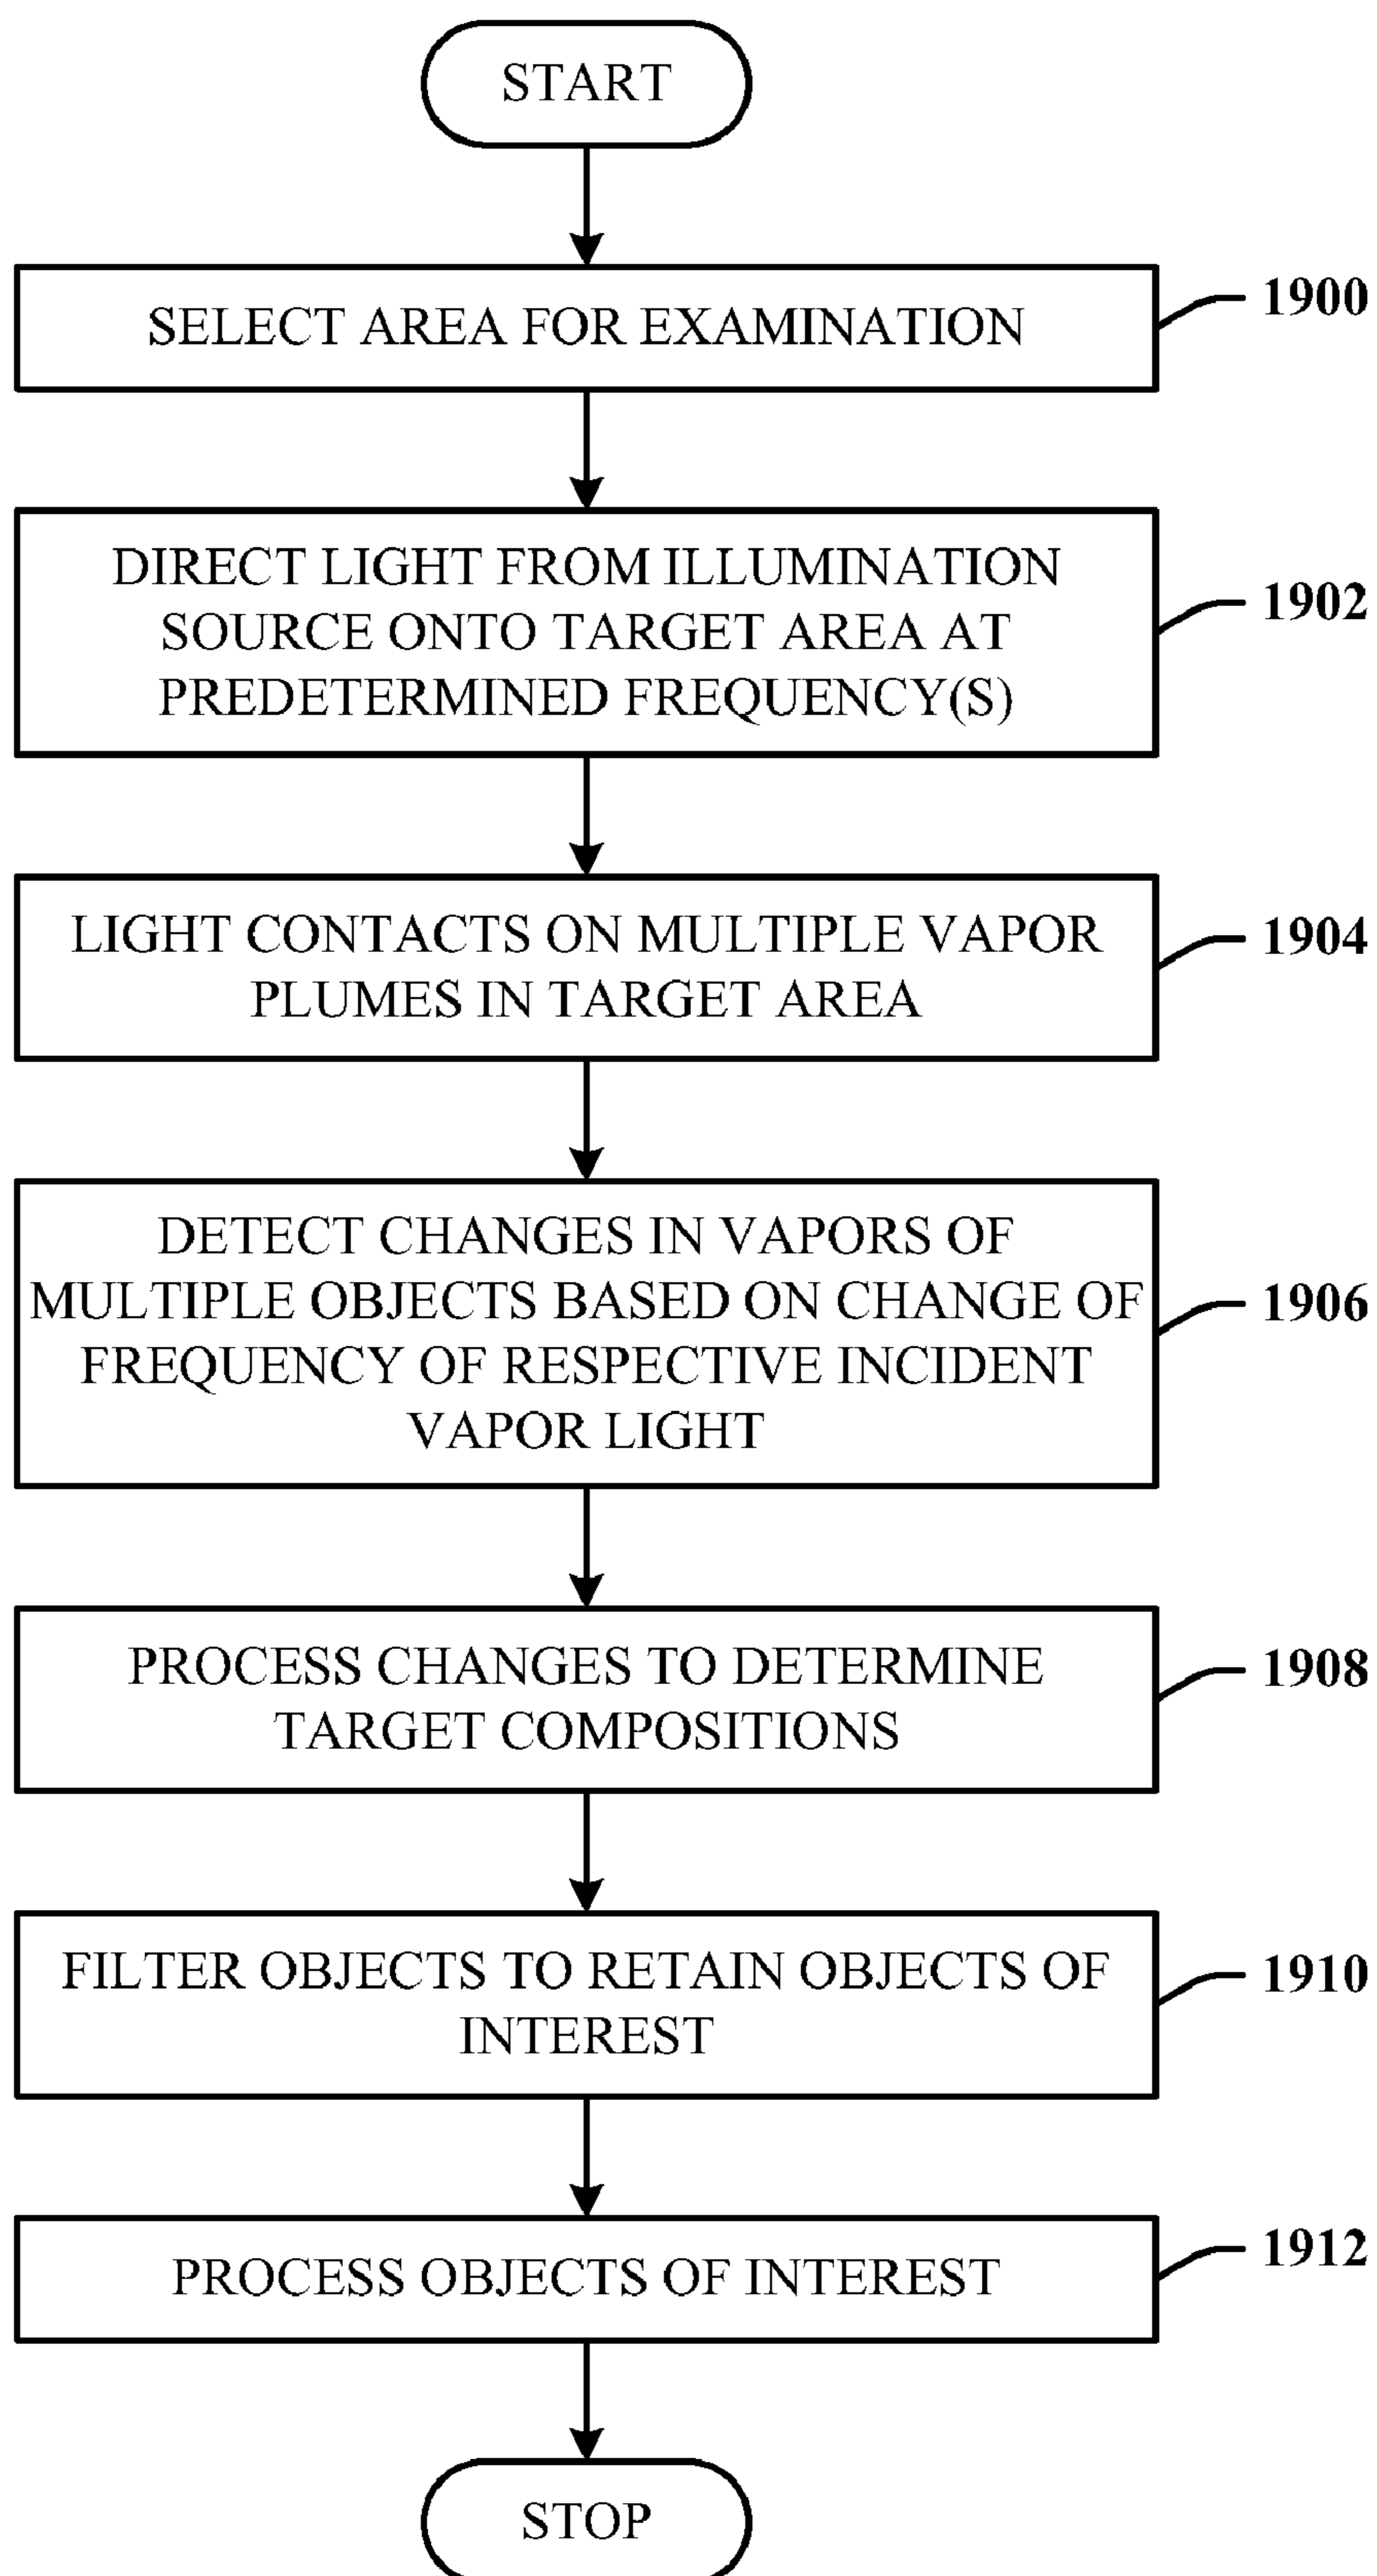 START
SELECT AREA FOR EXAMINATION
1900
DIRECT LIGHT FROM ILLUMINATION
SOURCE ONTO TARGET AREA AT
PREDETERMINED FREQUENCY(S)
1902
LIGHT CONTACTS ON MULTIPLE VAPOR
PLUMES IN TARGET AREA
1904
DETECT CHANGES IN VAPORS OF
MULTIPLE OBJECTS BASED ON CHANGE OF
FREQUENCY OF RESPECTIVE INCIDENT
VAPOR LIGHT
1906
PROCESS CHANGES TO DETERMINE
TARGET COMPOSITIONS
1908
FILTER OBJECTS TO RETAIN OBJECTS OF
INTEREST
1910
PROCESS OBJECTS OF INTEREST
1912
STOP